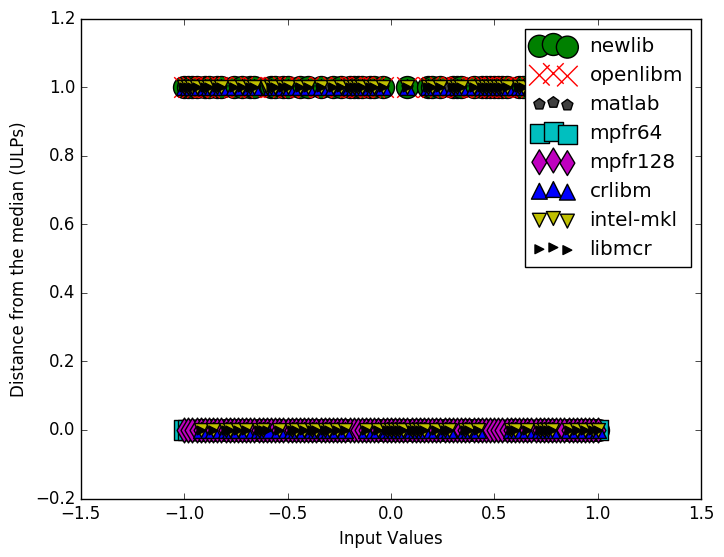 1.2
1.0
0.8
0.6
0.4
0.2
0.0
−0.2
−1.5 −1.0 −0.5 0.0 0.5 1.0 1.5
Input Values
Distance from the median (ULPs)
newlib
openlibm
matlab
mpfr64
mpfr128
crlibm
intel-mkl
libmcr